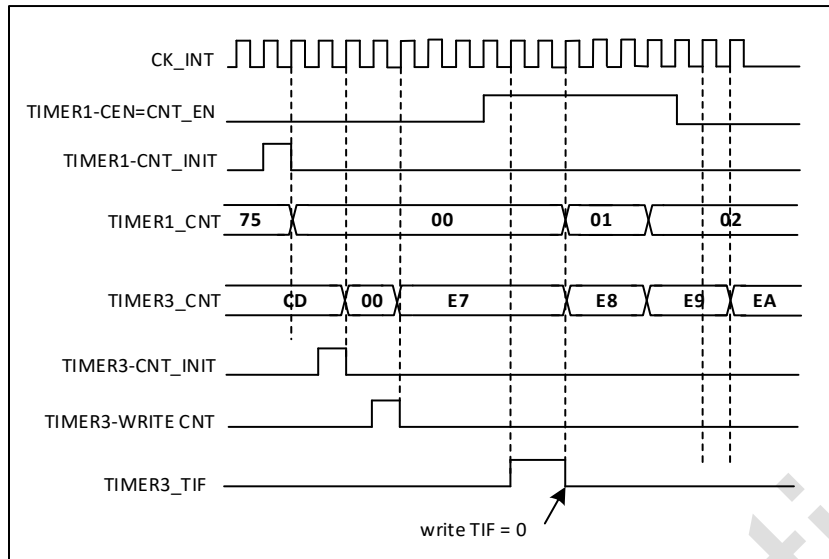 CK_INT
TIMER1-CEN=CNT_EN
TIMER1-CNT_INIT
TIMER1_CNT 75 00 01 02
TIMER3_CNT CD 00 E7 E8 E9 EA
TIMER3-CNT_INIT
TIMER3-WRITE CNT
TIMER3_TIF
write TIF = 0